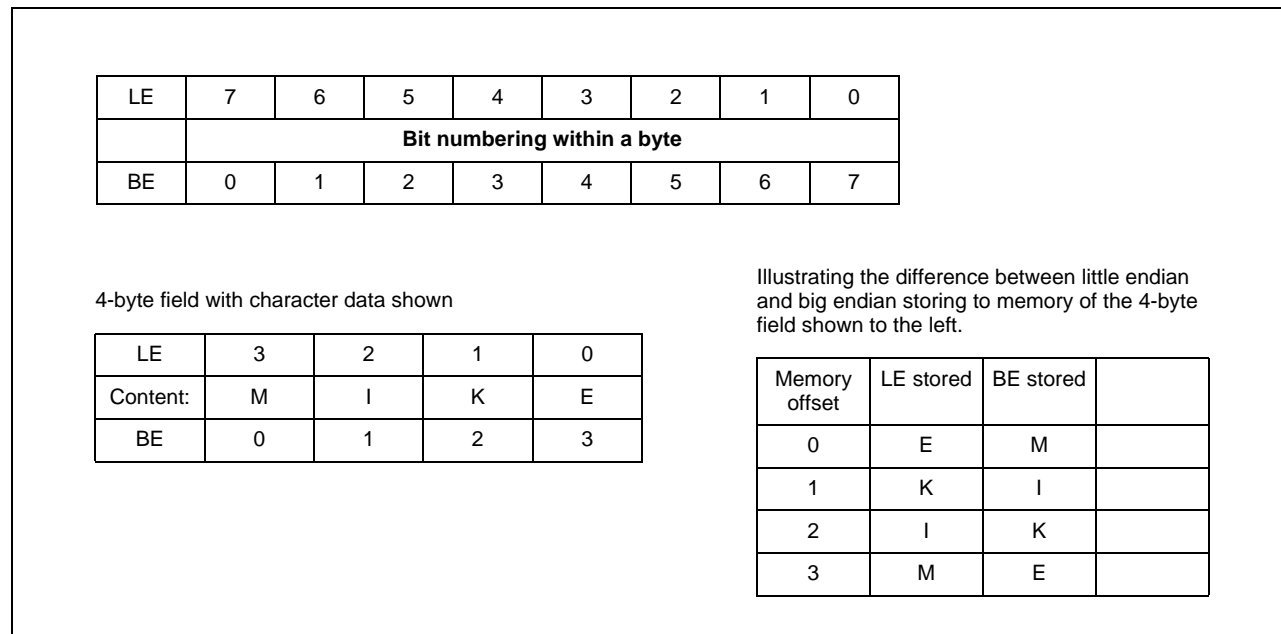 LE 7 6 5 4 3 2 1 0
Bit numbering within a byte
BE 0 1 2 3 4 5 6 7
4-byte field with character data shown
LE 3 2 1 0
Content: M I K E
BE 0 1 2 3
Illustrating the difference between little endian
and big endian storing to memory of the 4-byte
field shown to the left.
Memory LE stored BE stored
offset
0 E M
1 K I
2 I K
3 M E